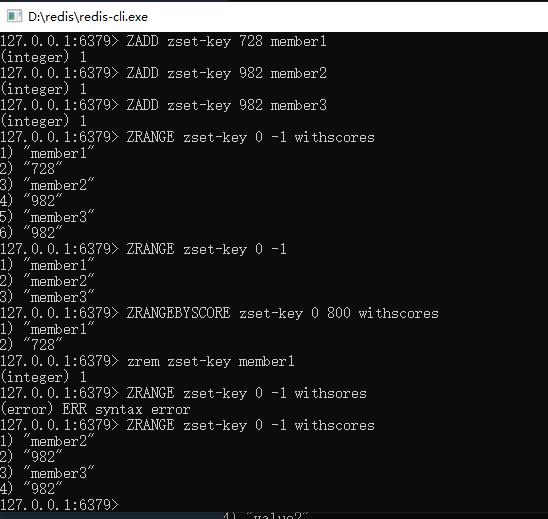 D:\redis\redis-cli.exe
127.0.0.1:6379> ZADD zset-key 728 member1
(integer) 1
127.0.0.1:6379> ZADD zset-key 982 member2
(integer) 1
127.0.0.1:6379> ZADD zset-key 982 member3
(integer) 1
127.0.0.1:6379> ZRANGE zset-key 0 -1 withscores
1) "member1"
2) "728"
3) "member2"
4) "982"
5) "member3"
6) "982"
127.0.0.1:6379> ZRANGE zset-key 0 -1
1) "member1"
2) "member2"
3) "member3"
127.0.0.1:6379> ZRANGEBYSCORE zset-key 0 800 withscores
1) "member1"
2) "728"
127.0.0.1:6379> zrem zset-key member1
(integer) 1
127.0.0.1:6379> ZRANGE zset-key 0 -1 withsores
(error) ERR syntax error
127.0.0.1:6379> ZRANGE zset-key 0 -1 withscores
1) "member2"
2) "982"
3) "member3"
4) "982"
127.0.0.1:6379>
4) "value2"